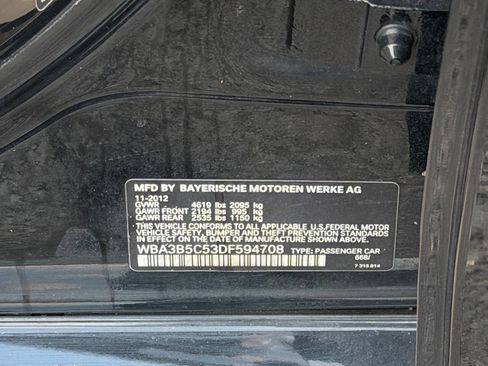 MFD BY BAYERISCHE MOTOREN WERKE AG
11-2012
GVWR 4619 lbs 2095 kg
GAWR FRONT 2194 lbs 995 kg
GAWR REAR 2535 lbs 1150 kg
THIS VEHICLE CONFORMS TO ALL APPLICABLE U.S.FEDERAL MOTOR
VEHICLE SAFETY, BUMPER AND THEFT PREVENTION STANDARDS IN
EFFECT ON THE DATE OF MANUFACTURE SHOWN ABOVE.
WBA3B5C53DF594708 TYPE: PASSENGER CAR
668/
7 315 814